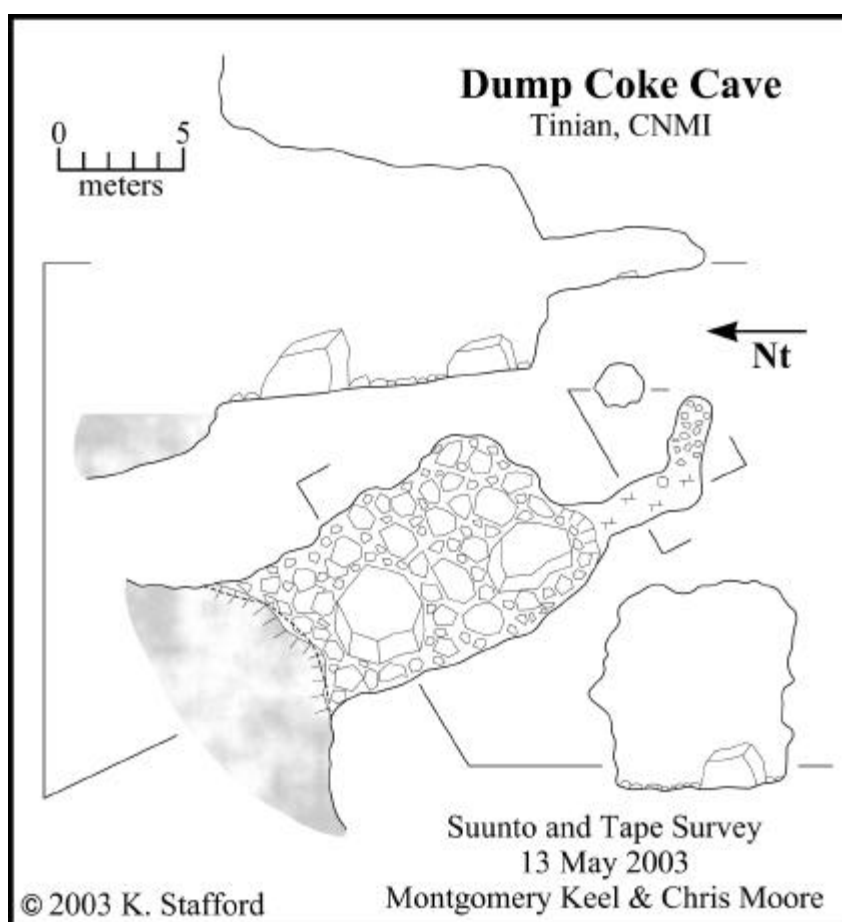 Dump Coke Cave
Tinian, CNMI
0 5
meters
Nt
Suunto and Tape Survey
13 May 2003
Montgomery Keel & Chris Moore
© 2003 K. Stafford